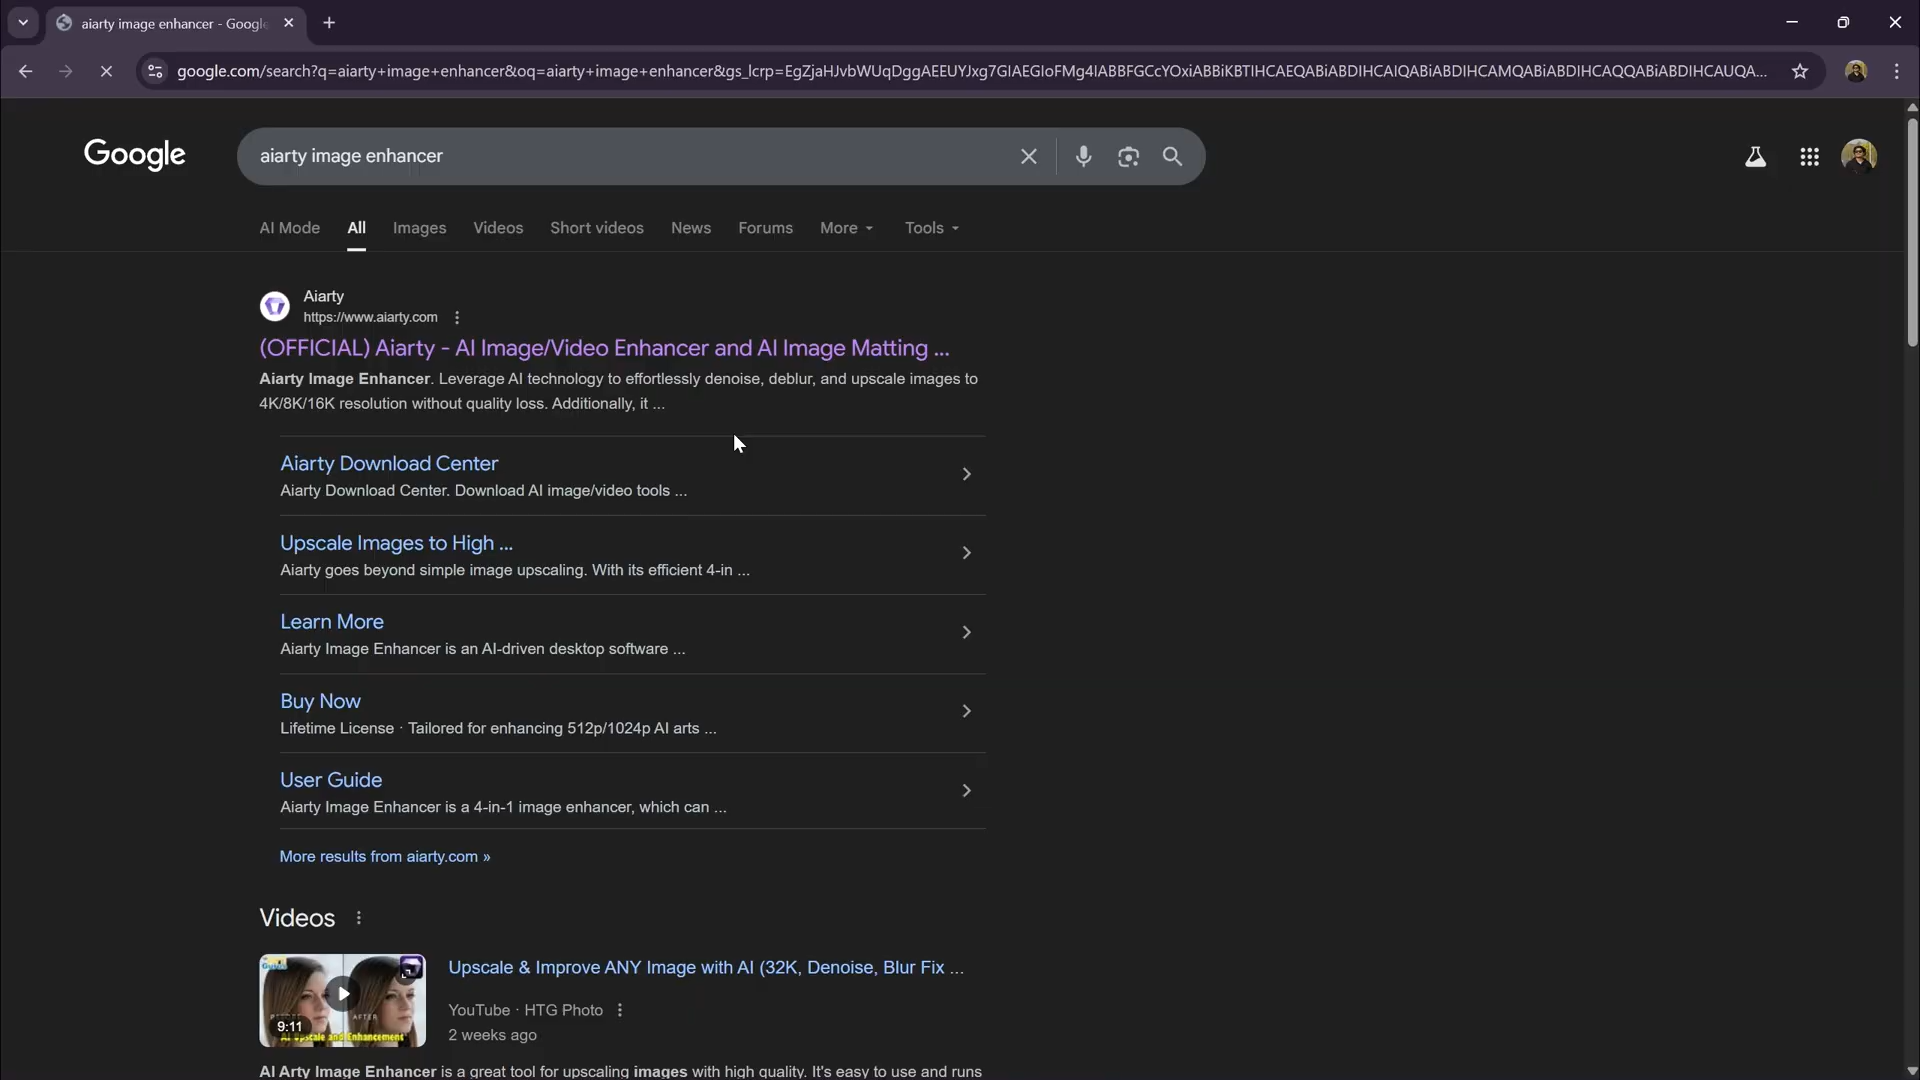 aiarty image enhancer - Google
google.com/search?q=aiarty+image+enhancer&oq=aiarty+image+enhancer&gs_lcrp=EgZjaHJvbWUqDggAEEUYJxg7GIAEGIoFMg4IABBFGCcYOxiABBiKBTIHCAEQABiABDIHCAIQABiABDIHCAMQABiABDIHCAQQABiABDIHCAUQA...
Google
aiarty image enhancer
AI Mode All Images Videos Short videos News Forums More Tools
Aiarty
https://www.aiarty.com
(OFFICIAL) Aiarty - AI Image/Video Enhancer and AI Image Matting ...
Aiarty Image Enhancer. Leverage AI technology to effortlessly denoise, deblur, and upscale images to
4K/8K/16K resolution without quality loss. Additionally, it ...
Aiarty Download Center
Aiarty Download Center. Download AI image/video tools ...
Upscale Images to High ...
Aiarty goes beyond simple image upscaling. With its efficient 4-in ...
Learn More
Aiarty Image Enhancer is an AI-driven desktop software ...
Buy Now
Lifetime License · Tailored for enhancing 512p/1024p AI arts ...
User Guide
Aiarty Image Enhancer is a 4-in-1 image enhancer, which can ...
More results from aiarty.com »
Videos
AFTER
9:11
AI Upscale and Enhancement
Upscale & Improve ANY Image with AI (32K, Denoise, Blur Fix ...
YouTube · HTG Photo
2 weeks ago
AI Arty Image Enhancer is a great tool for upscaling images with high quality. It's easy to use and runs